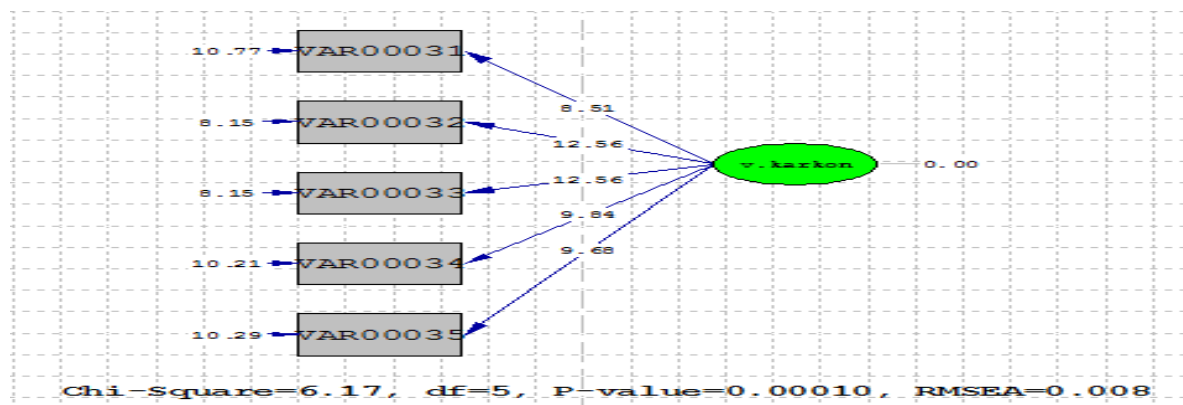 10.77 VAR00031
8.51
8.15 VAR00032
12.56
v.karkon 0.00
12.56
8.15 VAR00033
9.84
9.68
10.21 VAR00034
10.29 VAR00035
Chi-Square=6.17, df=5, P-value=0.00010, RMSEA=0.008